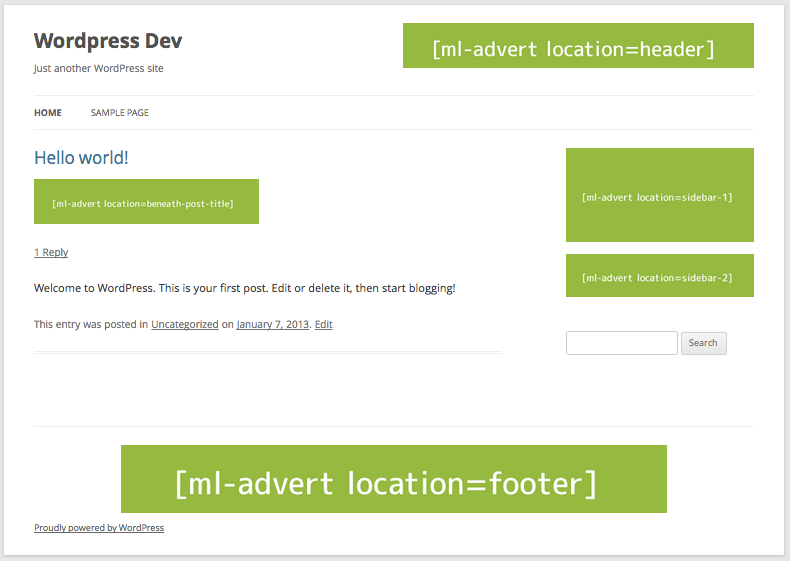 Wordpress Dev
Just another WordPress site
[ml-advert location=header]
HOME SAMPLE PAGE
Hello world!
[ml-advert location=beneath-post-title]
1 Reply
Welcome to WordPress. This is your first post. Edit or delete it, then start blogging!
This entry was posted in Uncategorized on January 7, 2013. Edit
[ml-advert location=sidebar-1]
[ml-advert location=sidebar-2]
Search
[ml-advert location=footer]
Proudly powered by WordPress